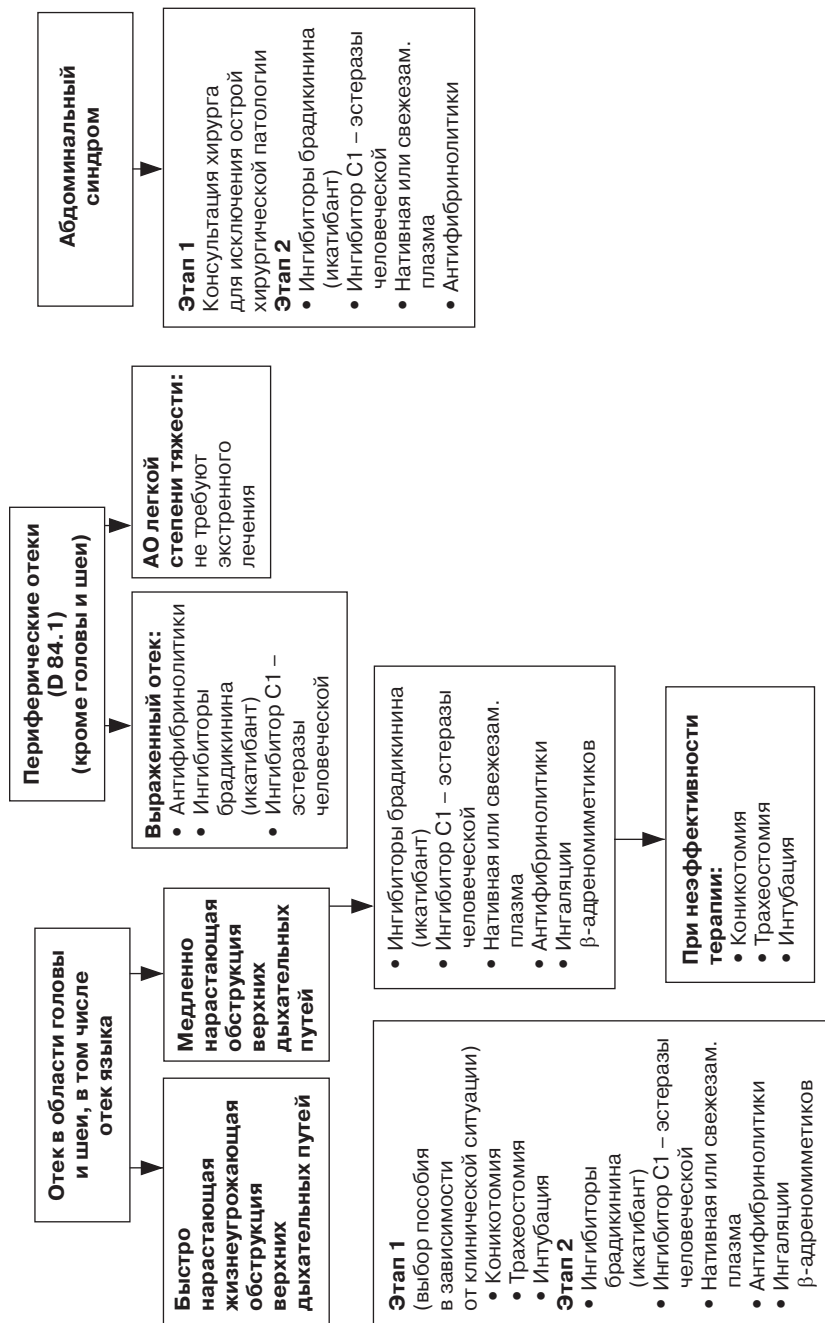 Отек в области головы
и шеи, в том числе
отек языка
Быстро
нарастающая
жизнеугрожающая
обструкция
верхних
дыхательных путей
Медленно
нарастающая
обструкция
верхних
дыхательных
путей
Этап 1
(выбор пособия
в зависимости
от клинической ситуации)
• Коникотомия
• Трахеостомия
• Интубация
Этап 2
• Ингибиторы
брадикинина
(икатибант)
• Ингибитор С1 – эстеразы
человеческой
• Нативная или свежезам.
плазма
• Антифибринолитики
• Ингаляции
β-адреномиметиков
• Ингибиторы брадикинина
(икатибант)
• Ингибитор С1 – эстеразы
человеческой
• Нативная или свежезам.
плазма
• Антифибринолитики
• Ингаляции
β-адреномиметиков
При неэффективности
терапии:
• Коникотомия
• Трахеостомия
• Интубация
Периферические отеки
(D 84.1)
(кроме головы и шеи)
Выраженный отек:
• Антифибринолитики
• Ингибиторы
брадикинина
(икатибант)
• Ингибитор С1 –
эстеразы
человеческой
АО легкой
степени тяжести:
не требуют
экстренного
лечения
Абдоминальный
синдром
Этап 1
Консультация хирурга
для исключения острой
хирургической патологии
Этап 2
• Ингибиторы брадикинина
(икатибант)
• Ингибитор С1 – эстеразы
человеческой
• Нативная или свежезам.
плазма
• Антифибринолитики